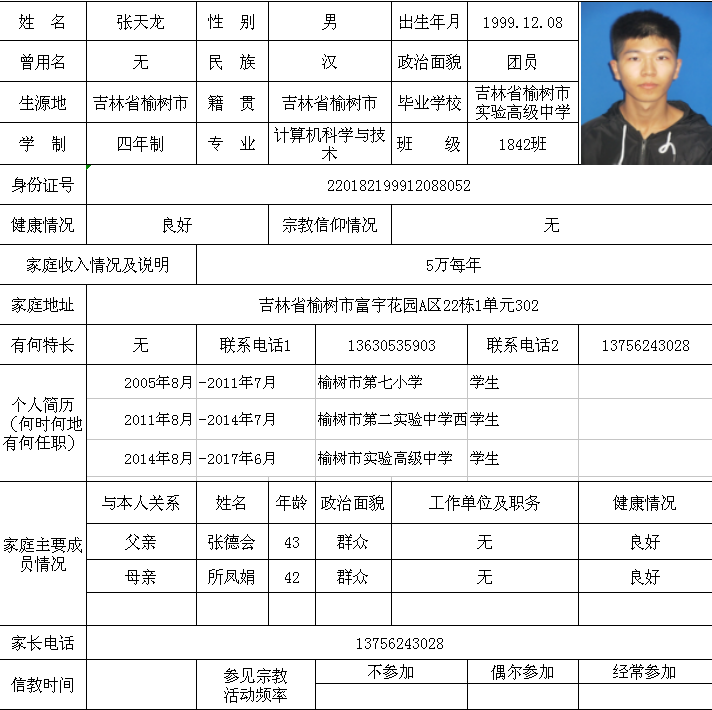 姓 名 张天龙 性 别 男 出生年月 1999.12.08
曾用名 无 民 族 汉 政治面貌 团员
生源地 吉林省榆树市 籍 贯 吉林省榆树市 毕业学校 吉林省榆树市
实验高级中学
学 制 四年制 专 业 计算机科学与技
术 班 级 1842班
身份证号 220182199912088052
健康情况 良好 宗教信仰情况 无
家庭收入情况及说明 5万每年
家庭地址 吉林省榆树市富宇花园A区22栋1单元302
有何特长 无 联系电话1 13630535903 联系电话2 13756243028
个人简历
（何时何地
有何任职）
2005年8月 -2011年7月 榆树市第七小学 学生
2011年8月 -2014年7月 榆树市第二实验中学西 学生
2014年8月 -2017年6月 榆树市实验高级中学 学生
家庭主要成
员情况
与本人关系 姓名 年龄 政治面貌 工作单位及职务 健康情况
父亲 张德会 43 群众 无 良好
母亲 所凤娟 42 群众 无 良好
家长电话 13756243028
信教时间 参见宗教
活动频率 不参加 偶尔参加 经常参加